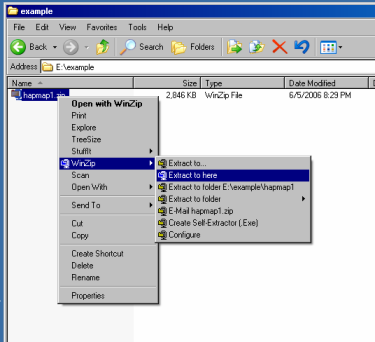 example
File Edit View Favorites Tools Help
Back Search Folders
Address E:\example
Name Size Type Date Modified
hapmap1.zip 2,846 KB WinZip File 6/5/2006 8:29 PM
Open with WinZip
Print
Explore
TreeSize
StuffIt
WinZip
Scan
Open With
Send To
Cut
Copy
Create Shortcut
Delete
Rename
Properties
Extract to...
Extract to here
Extract to folder E:\example\hapmap1
Extract to folder
E-Mail hapmap1.zip
Create Self-Extractor (.Exe)
Configure